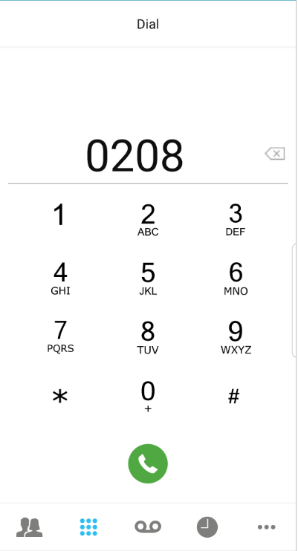 Dial
0208
1 2 3
ABC DEF
4 5 6
GHI JKL MNO
7 8 9
PQRS TUV WXYZ
* 0 #
+